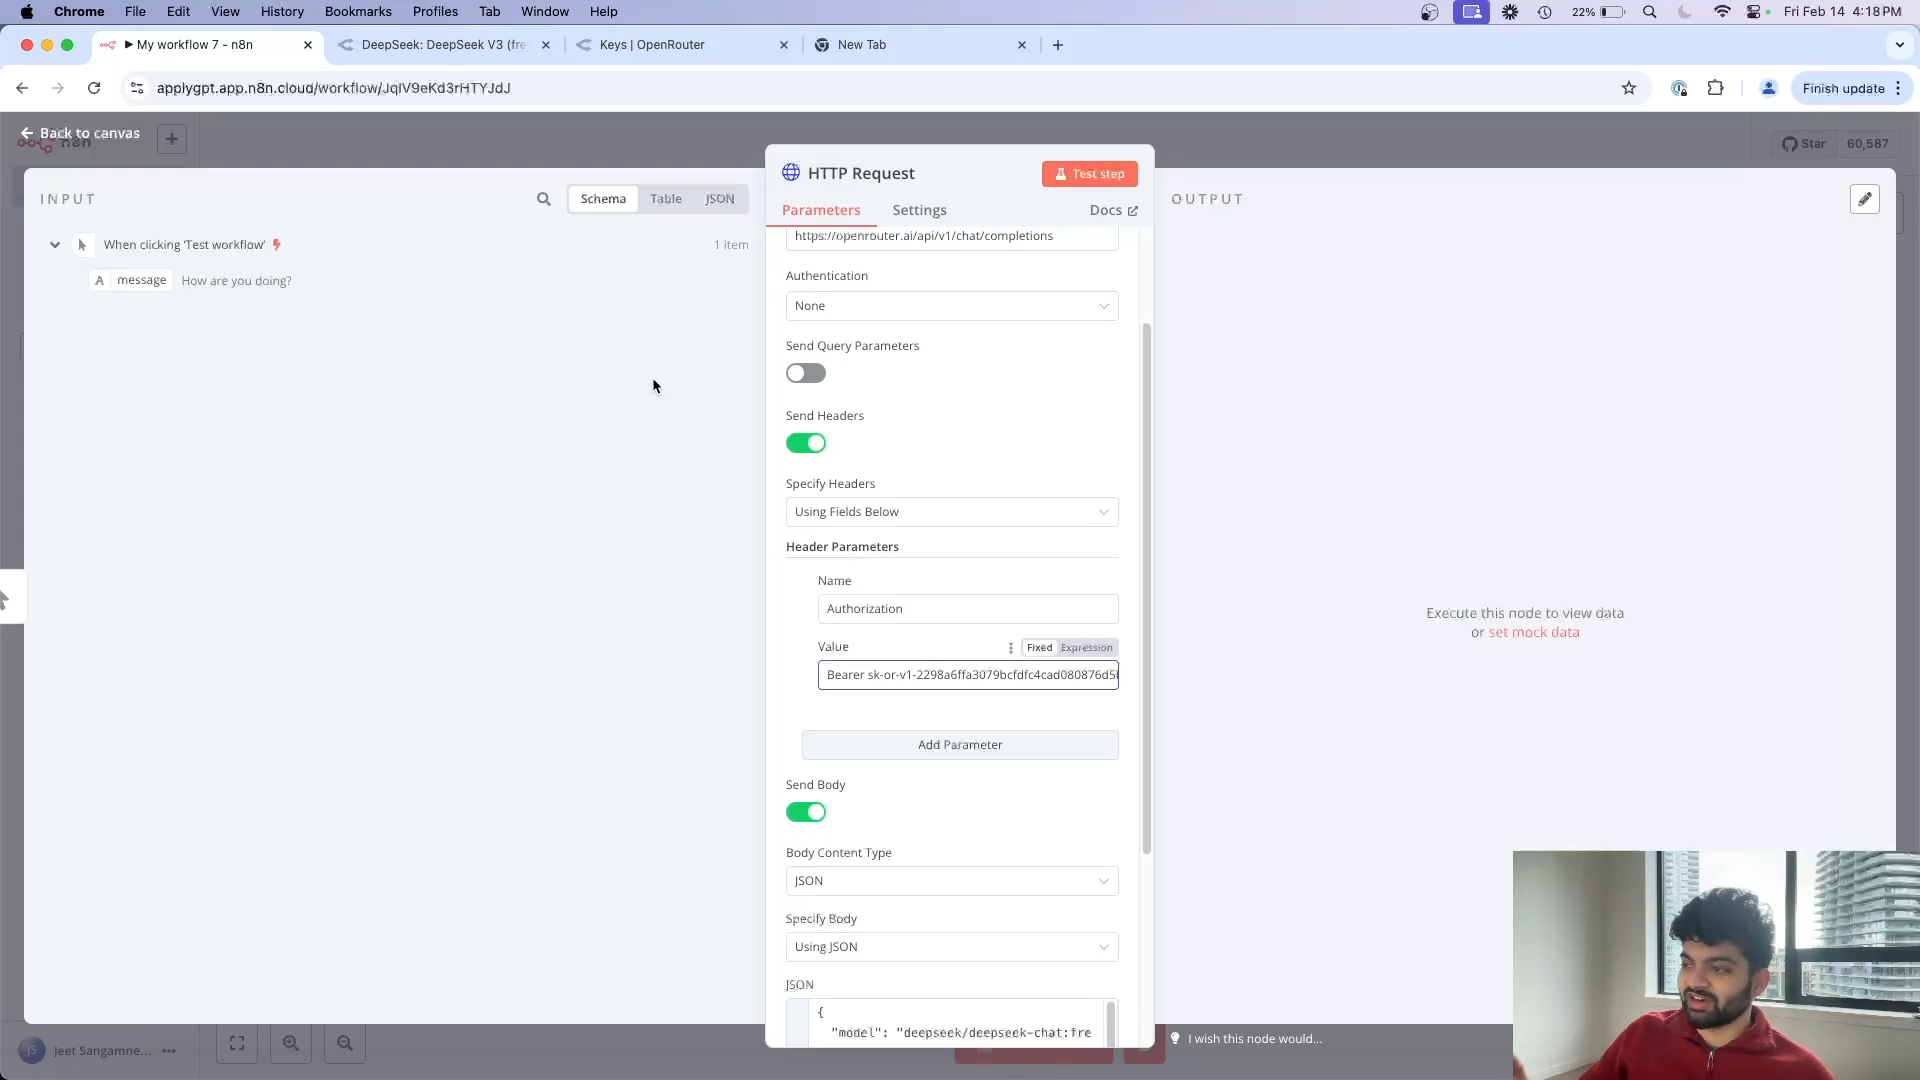 Chrome File Edit View History Bookmarks Profiles Tab Window Help
22% Fri Feb 14 4:18 PM
My workflow 7 - n8n
DeepSeek: DeepSeek V3 (fre
Keys | OpenRouter
New Tab
applygpt.app.n8n.cloud/workflow/JqlV9eKd3rHTYJdJ
Finish update
Back to canvas
n8n
Star 60,587
INPUT
Schema Table JSON
When clicking ‘Test workflow’
1 item
A message How are you doing?
HTTP Request
Test step
Parameters Settings Docs
https://openrouter.ai/api/v1/chat/completions
Authentication
None
Send Query Parameters
Send Headers
Specify Headers
Using Fields Below
Header Parameters
Name
Authorization
Value
Fixed Expression
Bearer sk-or-v1-2298a6ffa3079bcfdfc4cad080876d5
Add Parameter
Send Body
Body Content Type
JSON
Specify Body
Using JSON
JSON
{
"model": "deepseek/deepseek-chat:fre
OUTPUT
Execute this node to view data
or set mock data
JS Jeet Sangamne...
I wish this node would...